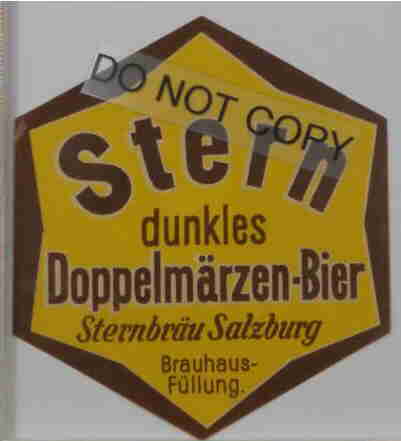 DO NOT COPY
Stern
dunkles
Doppelmärzen-Bier
Sternbräu Salzburg
Brauhaus-
Füllung.